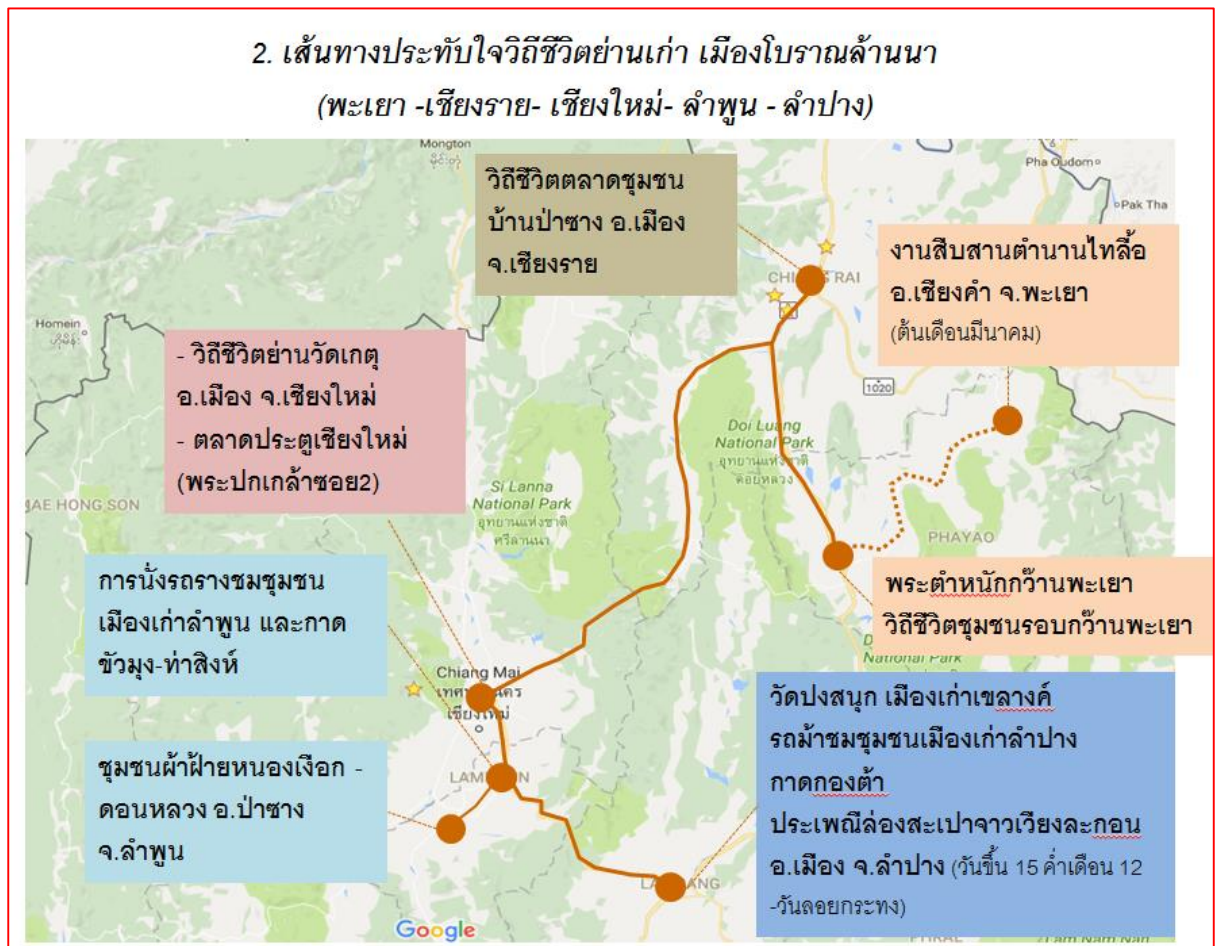 2. เส้นทางประทับใจวิถีชีวิตย่านเก่า เมืองโบราณล้านนา
(พะเยา -เชียงราย- เชียงใหม่- ลำพูน - ลำปาง)
Mongton
วิถีชีวิตตลาดชุมชน
บ้านป่าซาง อ.เมือง
จ.เชียงราย
Pha Oudom
Pak Tha
งานสืบสานตำนานไทลื้อ
อ.เชียงคำ จ.พะเยา
(ต้นเดือนมีนาคม)
Homein
- วิถีชีวิตย่านวัดเกตุ
อ.เมือง จ.เชียงใหม่
- ตลาดประตูเชียงใหม่
(พระปกเกล้าซอย2)
1020
Doi Luang
National Park
อุทยานแห่งชาติ
ดอยหลวง
Si Lanna
National Park
อุทยานแห่งชาติ
ศรีลานนา
MAE HONG SON
PHAYAO
การนั่งรถรางชมชุมชน
เมืองเก่าลำพูน และกาด
ขัวมุง-ท่าสิงห์
พระตำหนักกว๊านพะเยา
วิถีชีวิตชุมชนรอบกว๊านพะเยา
National Park
Chiang Mai
เชียงใหม่
วัดปงสนุก เมืองเก่าเขลางค์
รถม้าชมชุมชนเมืองเก่าลำปาง
กาดกองต้า
ประเพณีล่องสะเปาจาวเวียงละกอน
อ.เมือง จ.ลำปาง (วันขึ้น 15 ค่ำเดือน 12
-วันลอยกระทง)
ชุมชนผ้าฝ้ายหนองเงือก -
ดอนหลวง อ.ป่าซาง
จ.ลำพูน
Google